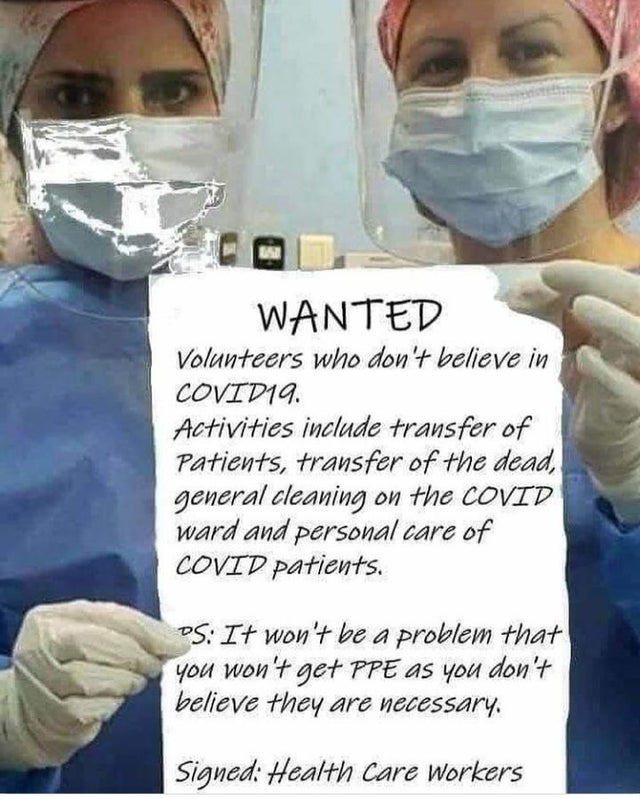 WANTED
Volunteers who don't believe in
COVID19.
Activities include transfer of
Patients, transfer of the dead,
general cleaning on the COVID
ward and personal care of
COVID patients.
PS: It won't be a problem that
you won't get PPE as you don't
believe they are necessary.
Signed: Health Care Workers